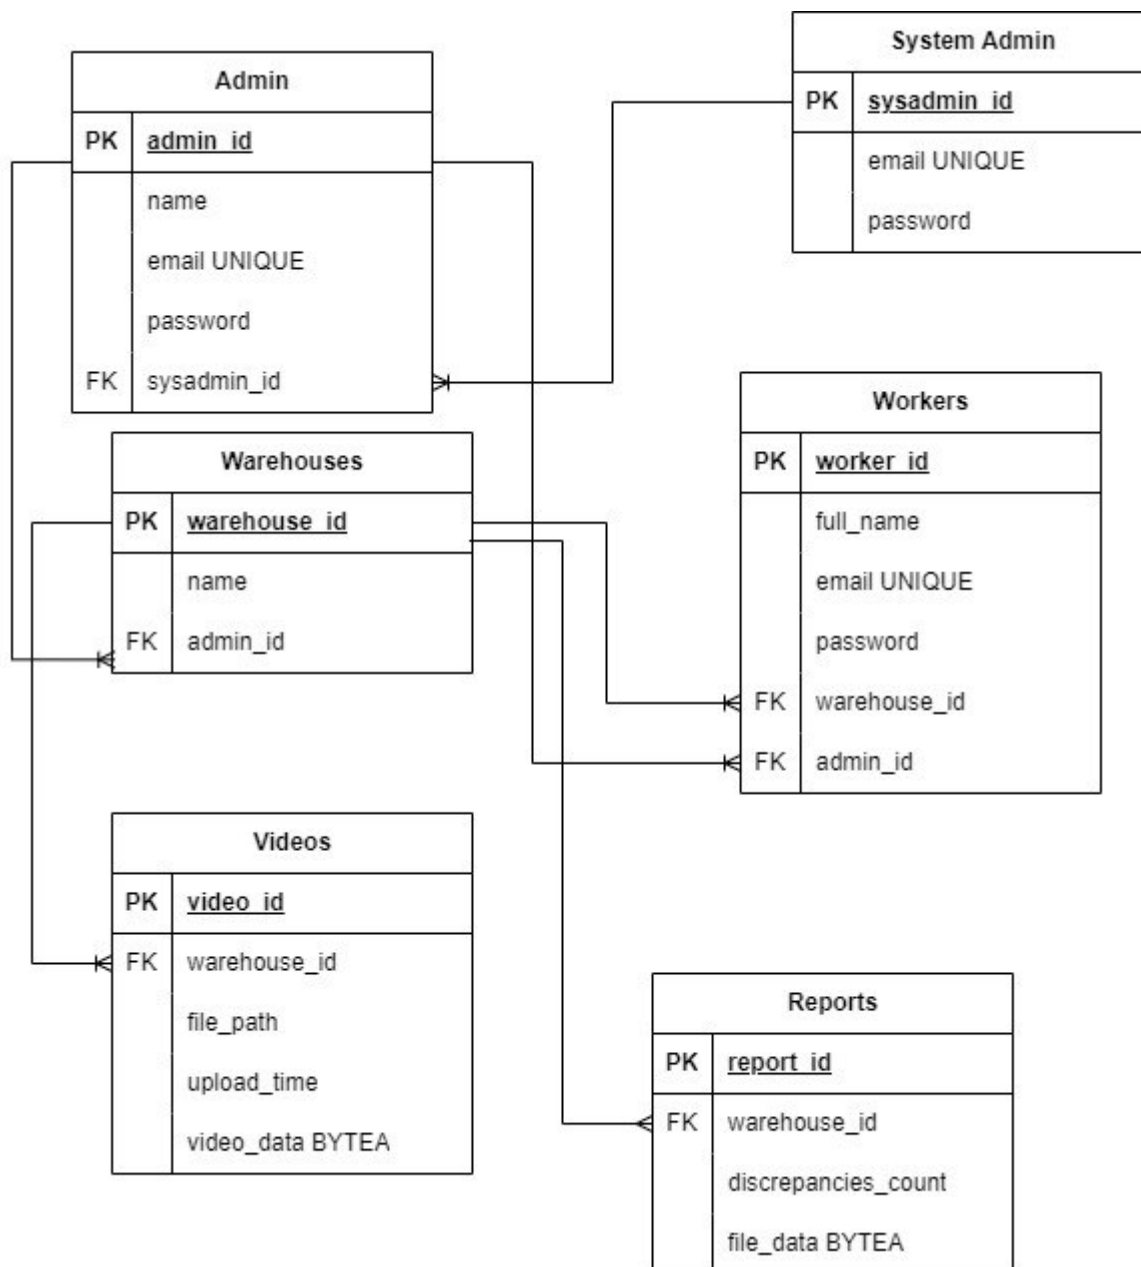 System Admin
PK sysadmin_id
email UNIQUE
password
Admin
PK admin_id
name
email UNIQUE
password
FK sysadmin_id
Workers
PK worker_id
full_name
email UNIQUE
password
FK warehouse_id
FK admin_id
Warehouses
PK warehouse_id
name
FK admin_id
Videos
PK video_id
FK warehouse_id
file_path
upload_time
video_data BYTEA
Reports
PK report_id
FK warehouse_id
discrepancies_count
file_data BYTEA